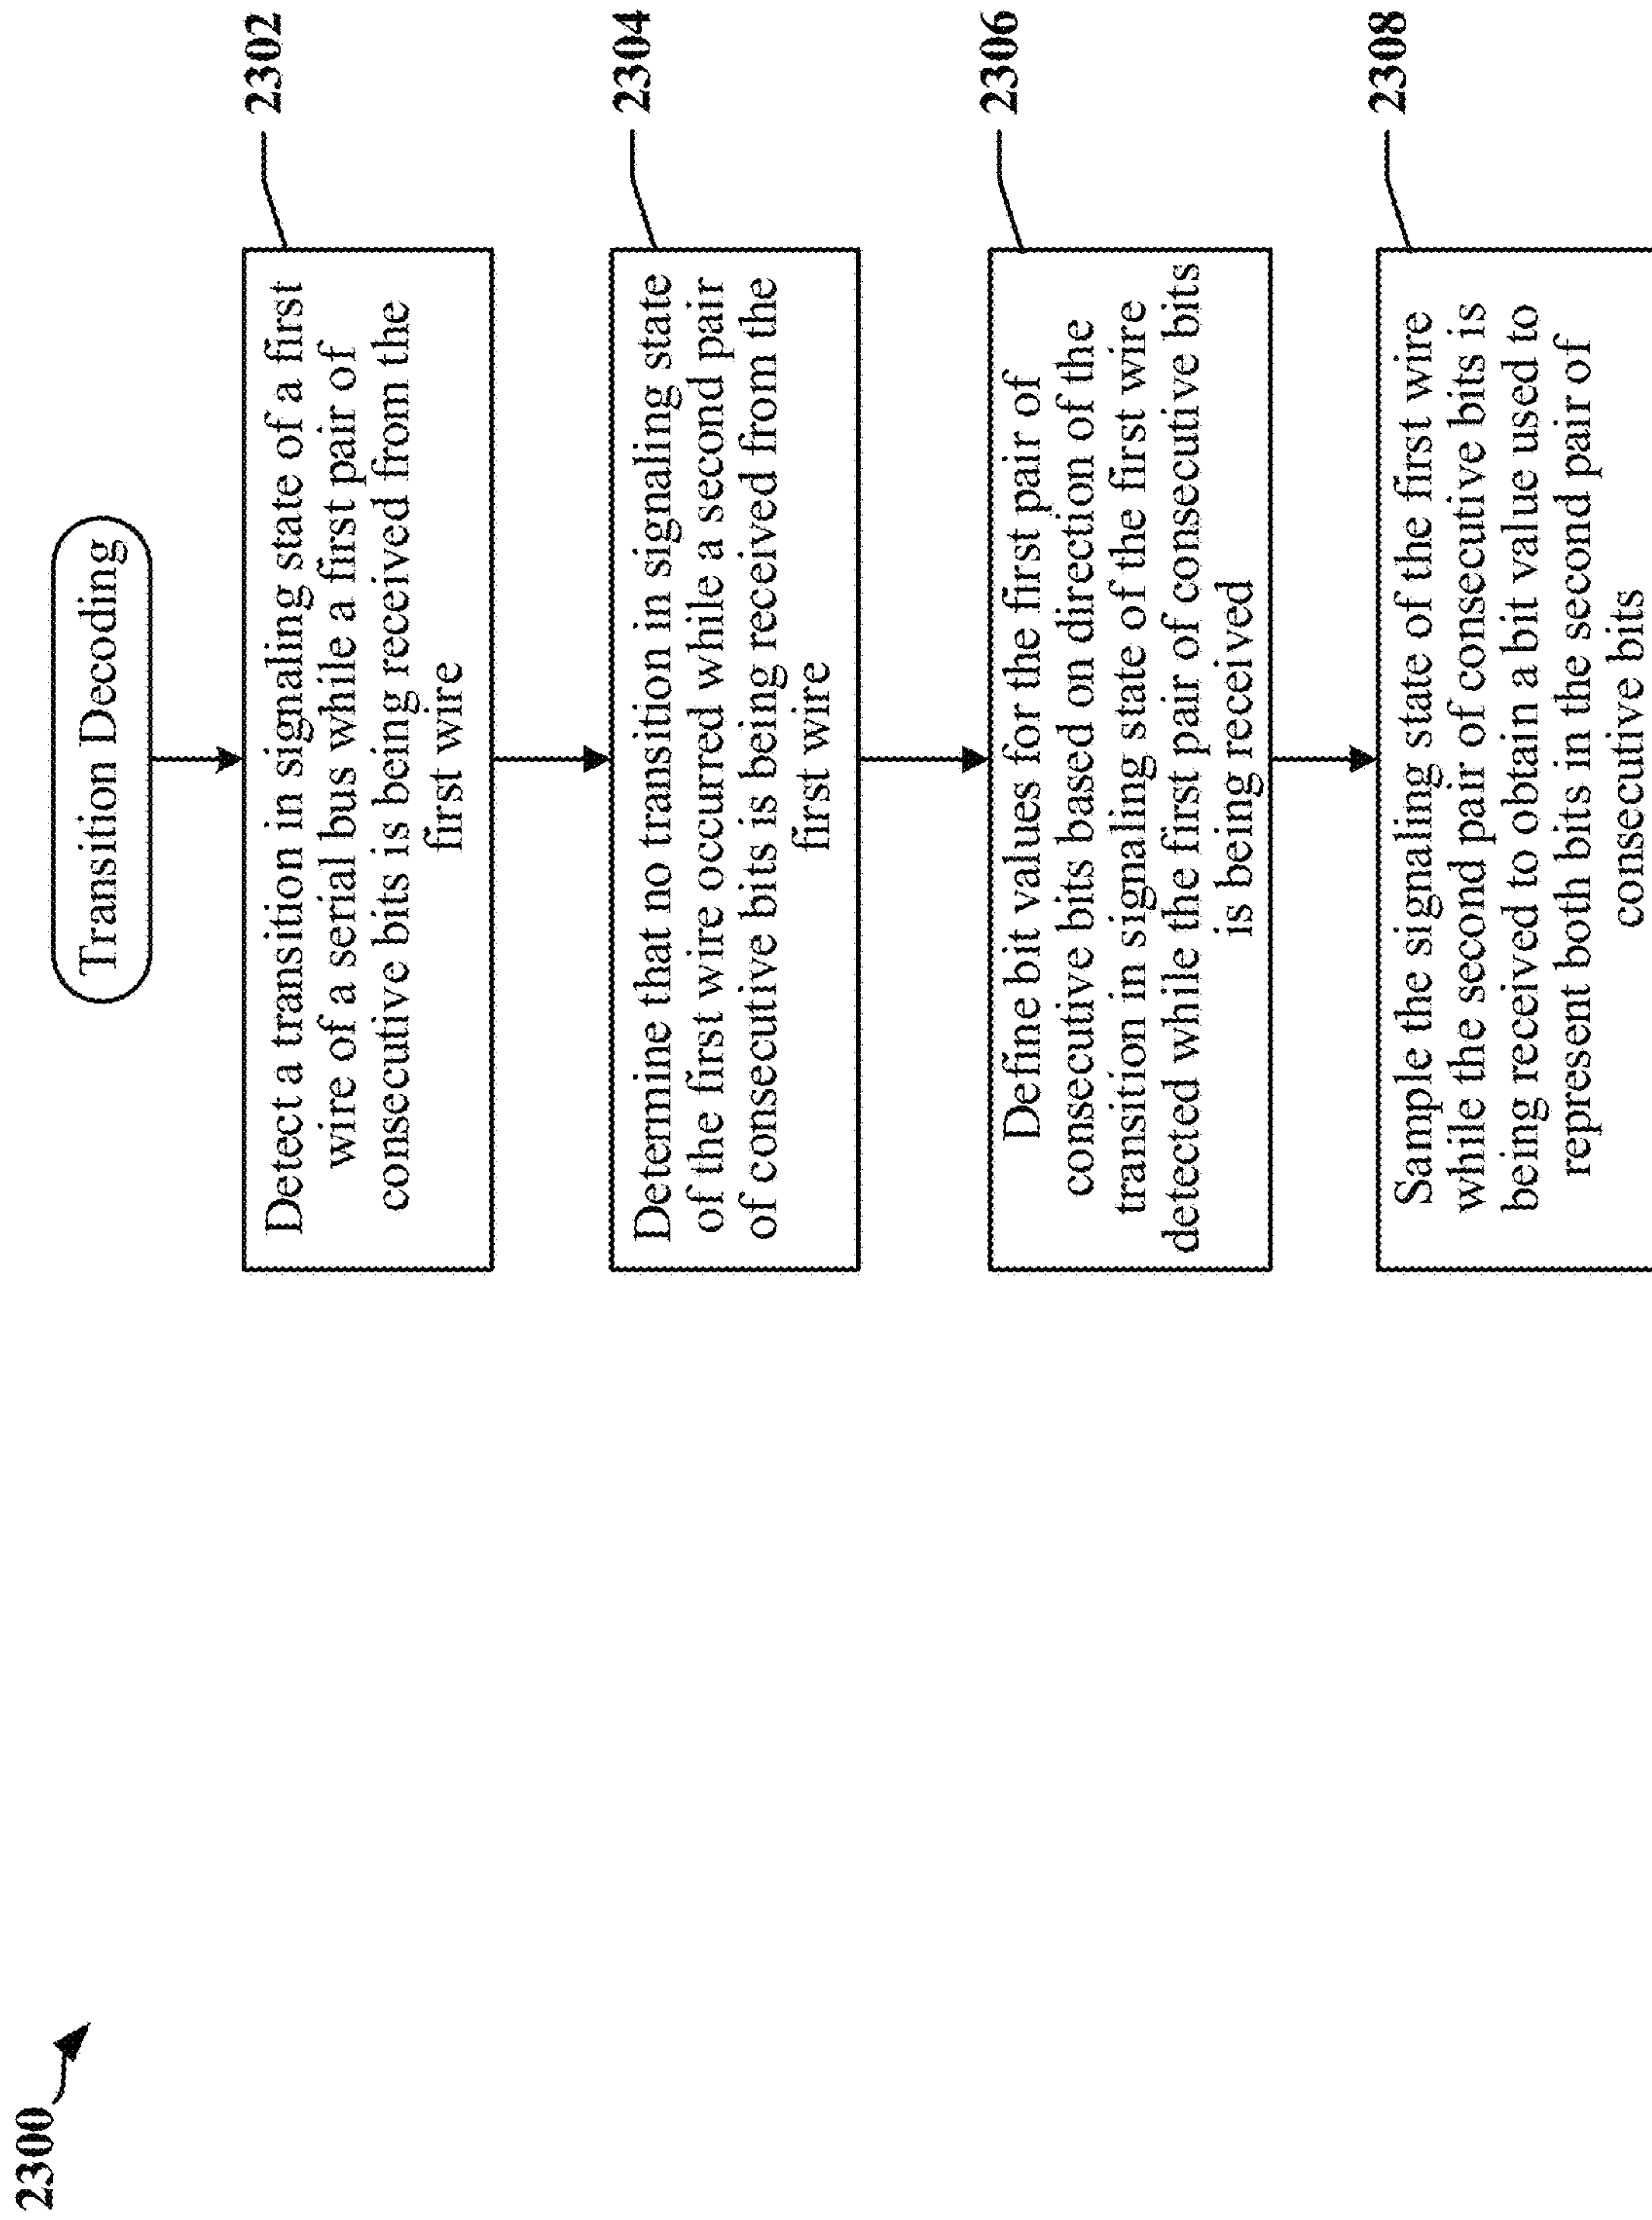 2300
Transition Decoding
Detect a transition in signaling state of a first
wire of a serial bus while a first pair of
consecutive bits is being received from the
first wire
2302
Determine that no transition in signaling state
of the first wire occurred while a second pair
of consecutive bits is being received from the
first wire
2304
Define bit values for the first pair of
consecutive bits based on direction of the
transition in signaling state of the first wire
detected while the first pair of consecutive bits
is being received
2306
Sample the signaling state of the first wire
while the second pair of consecutive bits is
being received to obtain a bit value used to
represent both bits in the second pair of
consecutive bits
2308